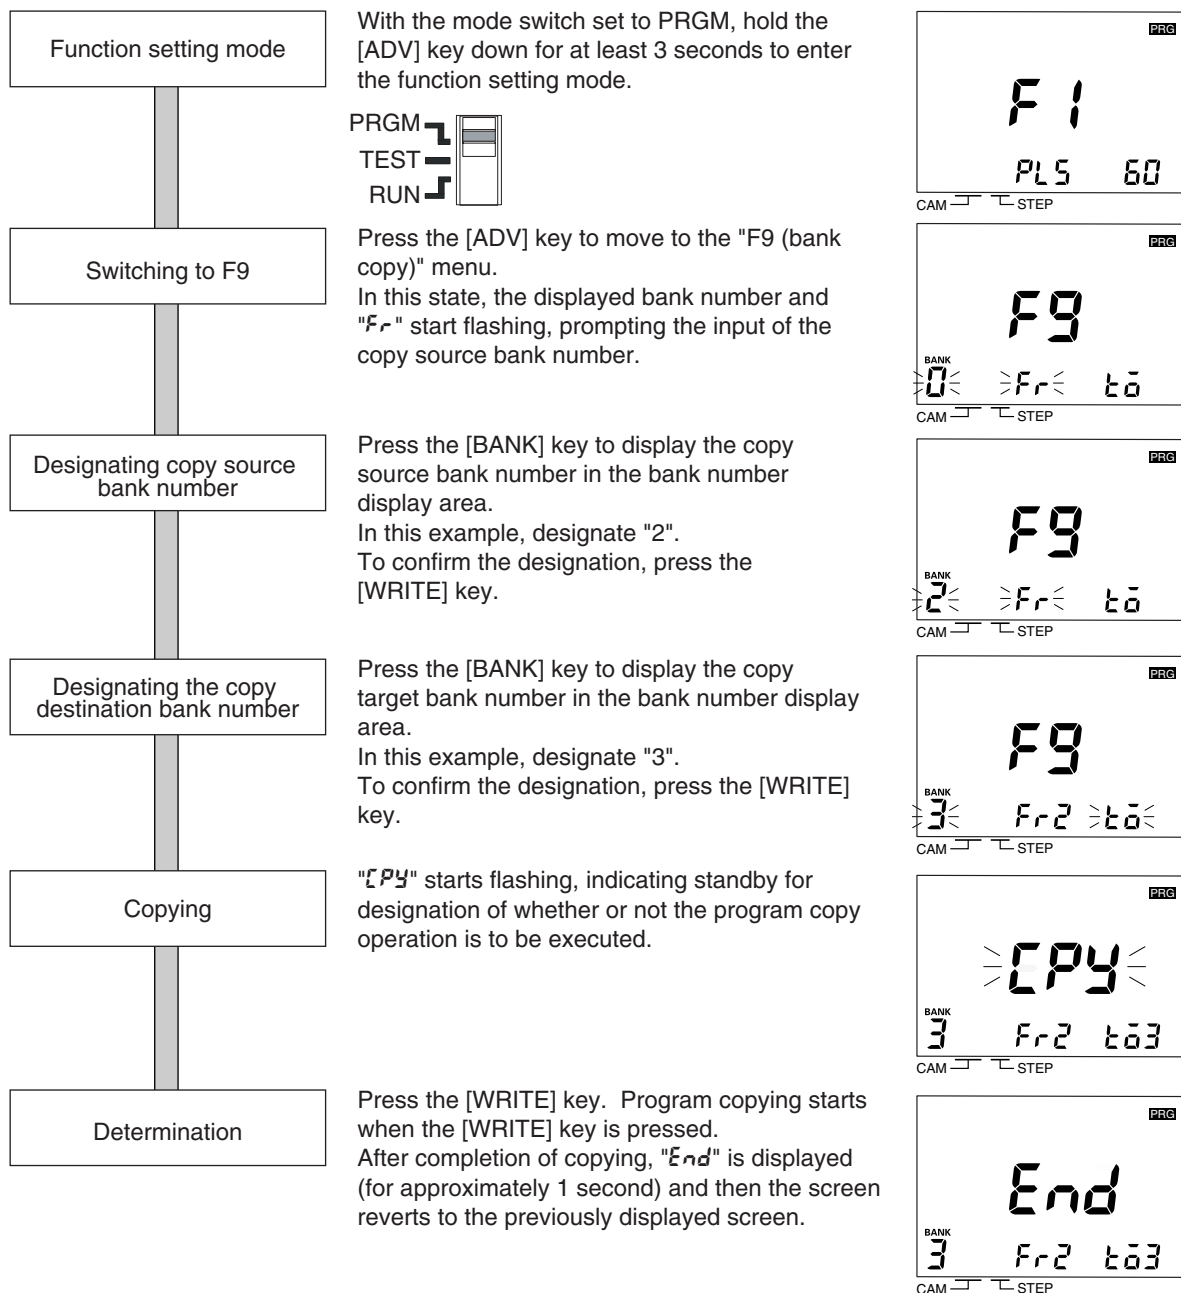 Function setting mode
With the mode switch set to PRGM, hold the
[ADV] key down for at least 3 seconds to enter
the function setting mode.
PRGM
TEST
RUN
PRG
F1
PLS 60
CAM STEP
Switching to F9
Press the [ADV] key to move to the "F9 (bank
copy)" menu.
In this state, the displayed bank number and
"Fr" start flashing, prompting the input of the
copy source bank number.
PRG
F9
BANK
0 Fr to
CAM STEP
Designating copy source
bank number
Press the [BANK] key to display the copy
source bank number in the bank number
display area.
In this example, designate "2".
To confirm the designation, press the
[WRITE] key.
PRG
F9
BANK
2 Fr to
CAM STEP
Designating the copy
destination bank number
Press the [BANK] key to display the copy
target bank number in the bank number display
area.
In this example, designate "3".
To confirm the designation, press the [WRITE]
key.
PRG
F9
BANK
3 Fr2 to
CAM STEP
Copying
"CPY" starts flashing, indicating standby for
designation of whether or not the program copy
operation is to be executed.
PRG
CPY
BANK
3 Fr2 to3
CAM STEP
Determination
Press the [WRITE] key. Program copying starts
when the [WRITE] key is pressed.
After completion of copying, "End" is displayed
(for approximately 1 second) and then the screen
reverts to the previously displayed screen.
PRG
End
BANK
3 Fr2 to3
CAM STEP